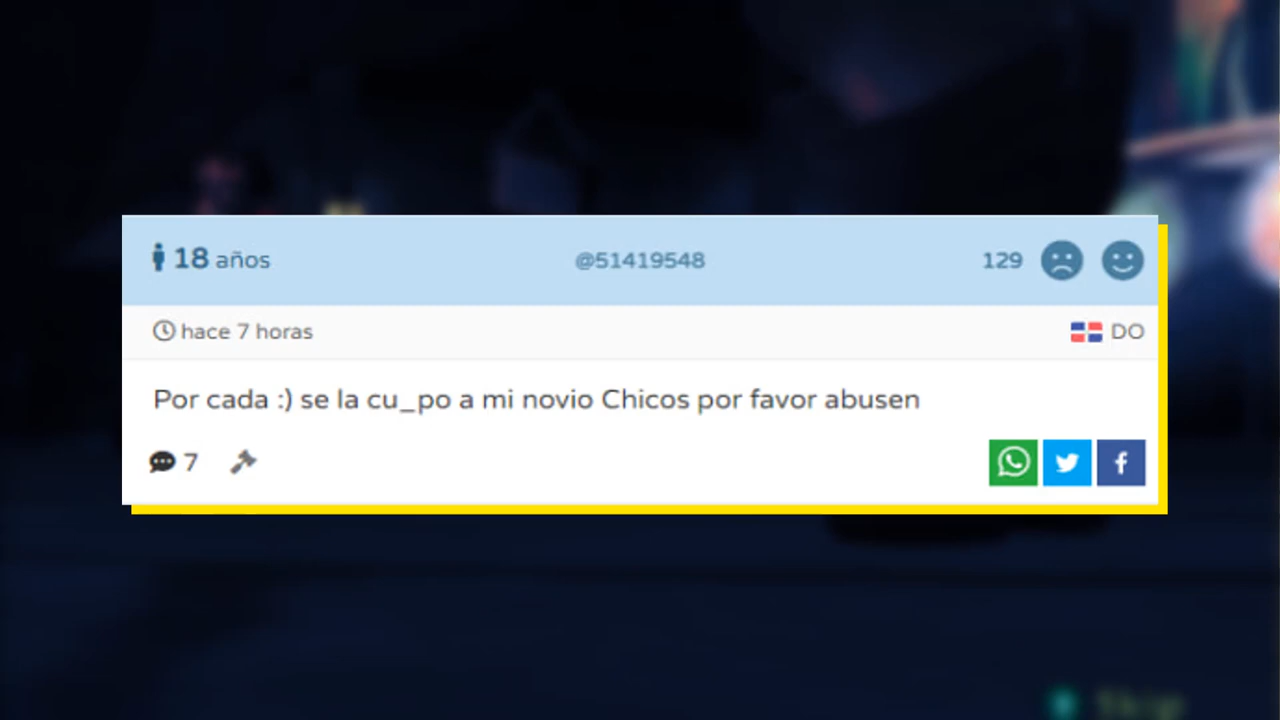 18 años @51419548 129
hace 7 horas DO
Por cada :) se la cu_po a mi novio Chicos por favor abusen
7
Skip